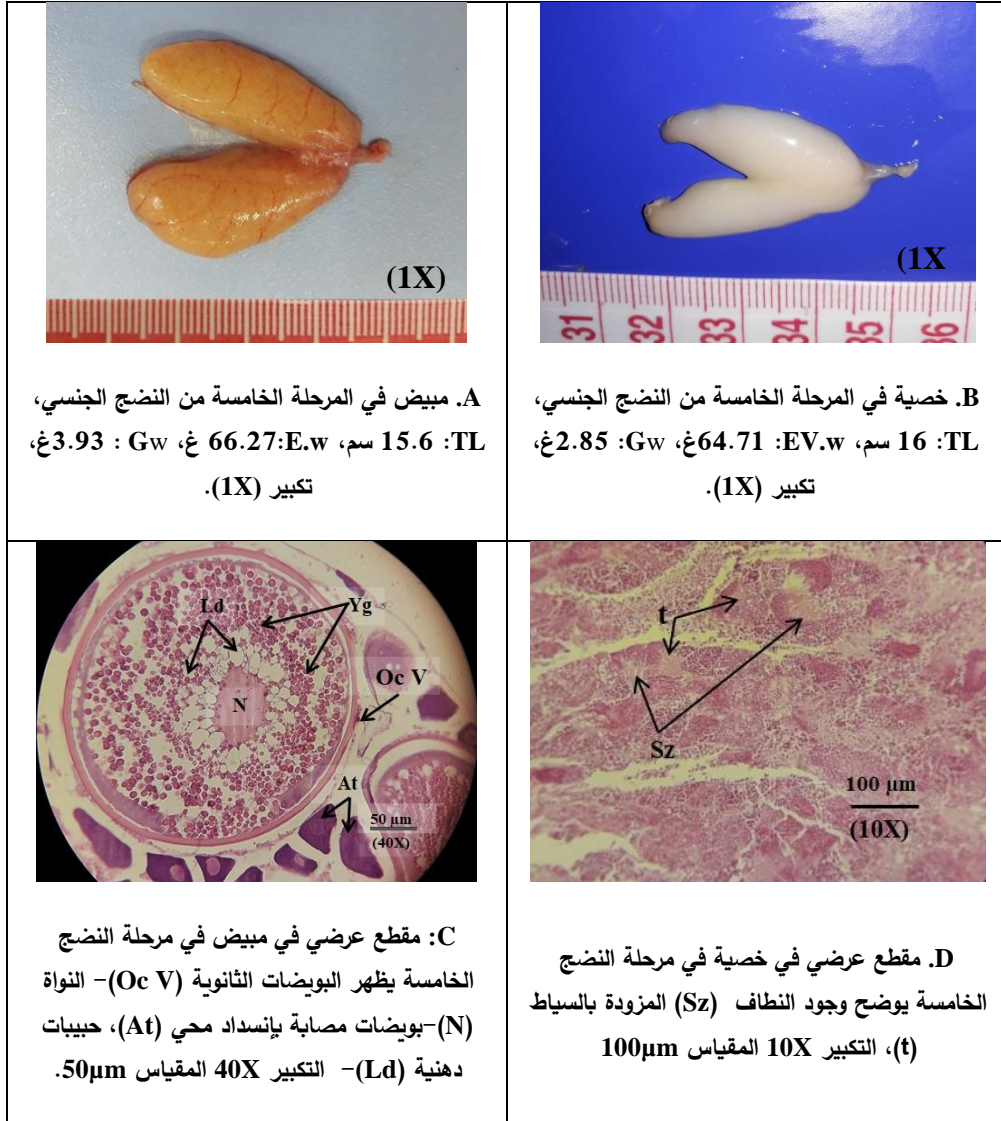 (1X)
(1X
31 32 33 34 35 36
A. مبيض في المرحلة الخامسة من النضج الجنسي،
TL: 15.6 سم، E.w:66.27 غ، Gw : 3.93غ،
تكبير (1X).
B. خصية في المرحلة الخامسة من النضج الجنسي،
TL: 16 سم، EV.w: 64.71غ، Gw: 2.85غ،
تكبير (1X).
Ld
Yg
N
Oc V
At
50 µm
(40X)
t
Sz
100 µm
(10X)
C: مقطع عرضي في مبيض في مرحلة النضج
الخامسة يظهر البويضات الثانوية (Oc V)– النواة
(N)–بويضات مصابة بإنسداد محي (At)، حبيبات
دهنية (Ld)– التكبير 40X المقياس 50µm.
D. مقطع عرضي في خصية في مرحلة النضج
الخامسة يوضح وجود النطاف (Sz) المزودة بالسياط
(t)، التكبير 10X المقياس 100µm